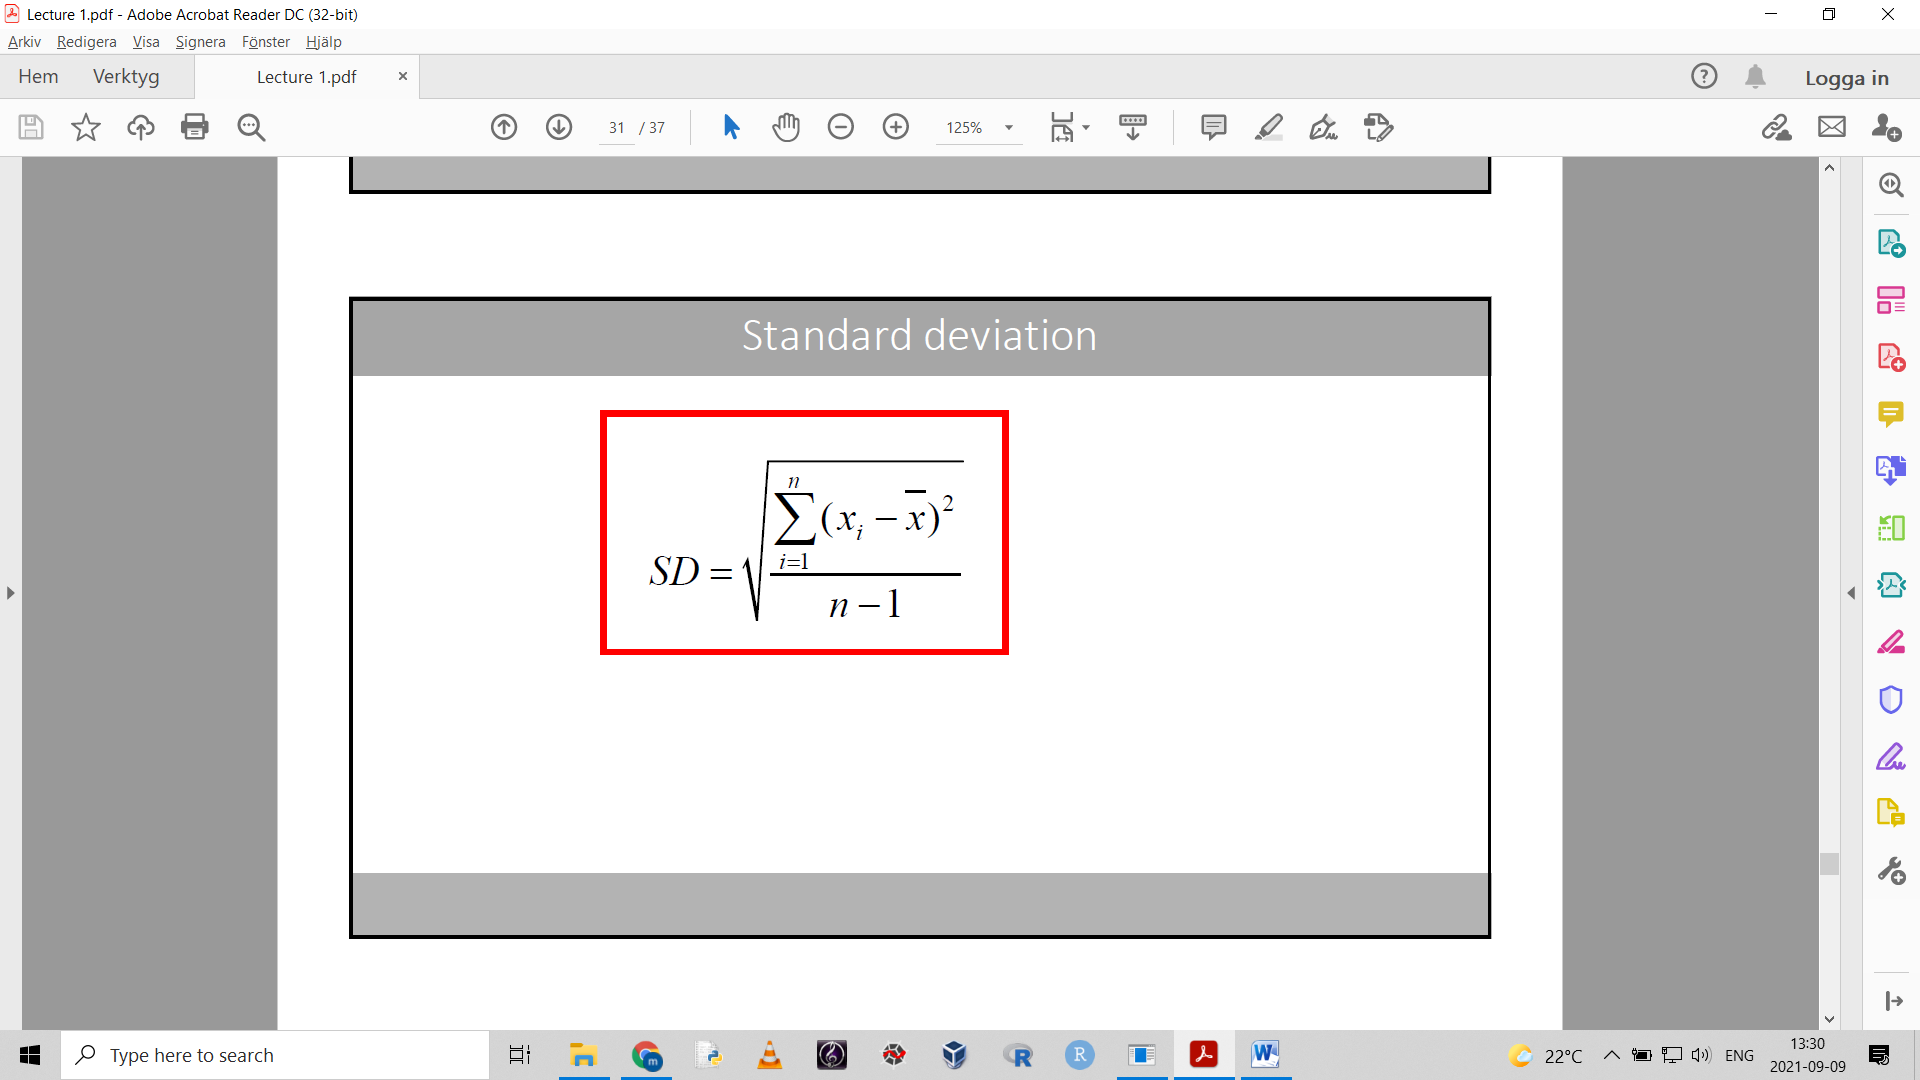 Lecture 1.pdf - Adobe Acrobat Reader DC (32-bit)
Arkiv Redigera Visa Signera Fönster Hjälp
Hem Verktyg Lecture 1.pdf × Logga in
31 / 37 125%
Standard deviation
SD = √(∑_{i=1}^{n} (x_i − x̄)² / (n − 1))
Type here to search
22°C ENG 13:30
2021-09-09